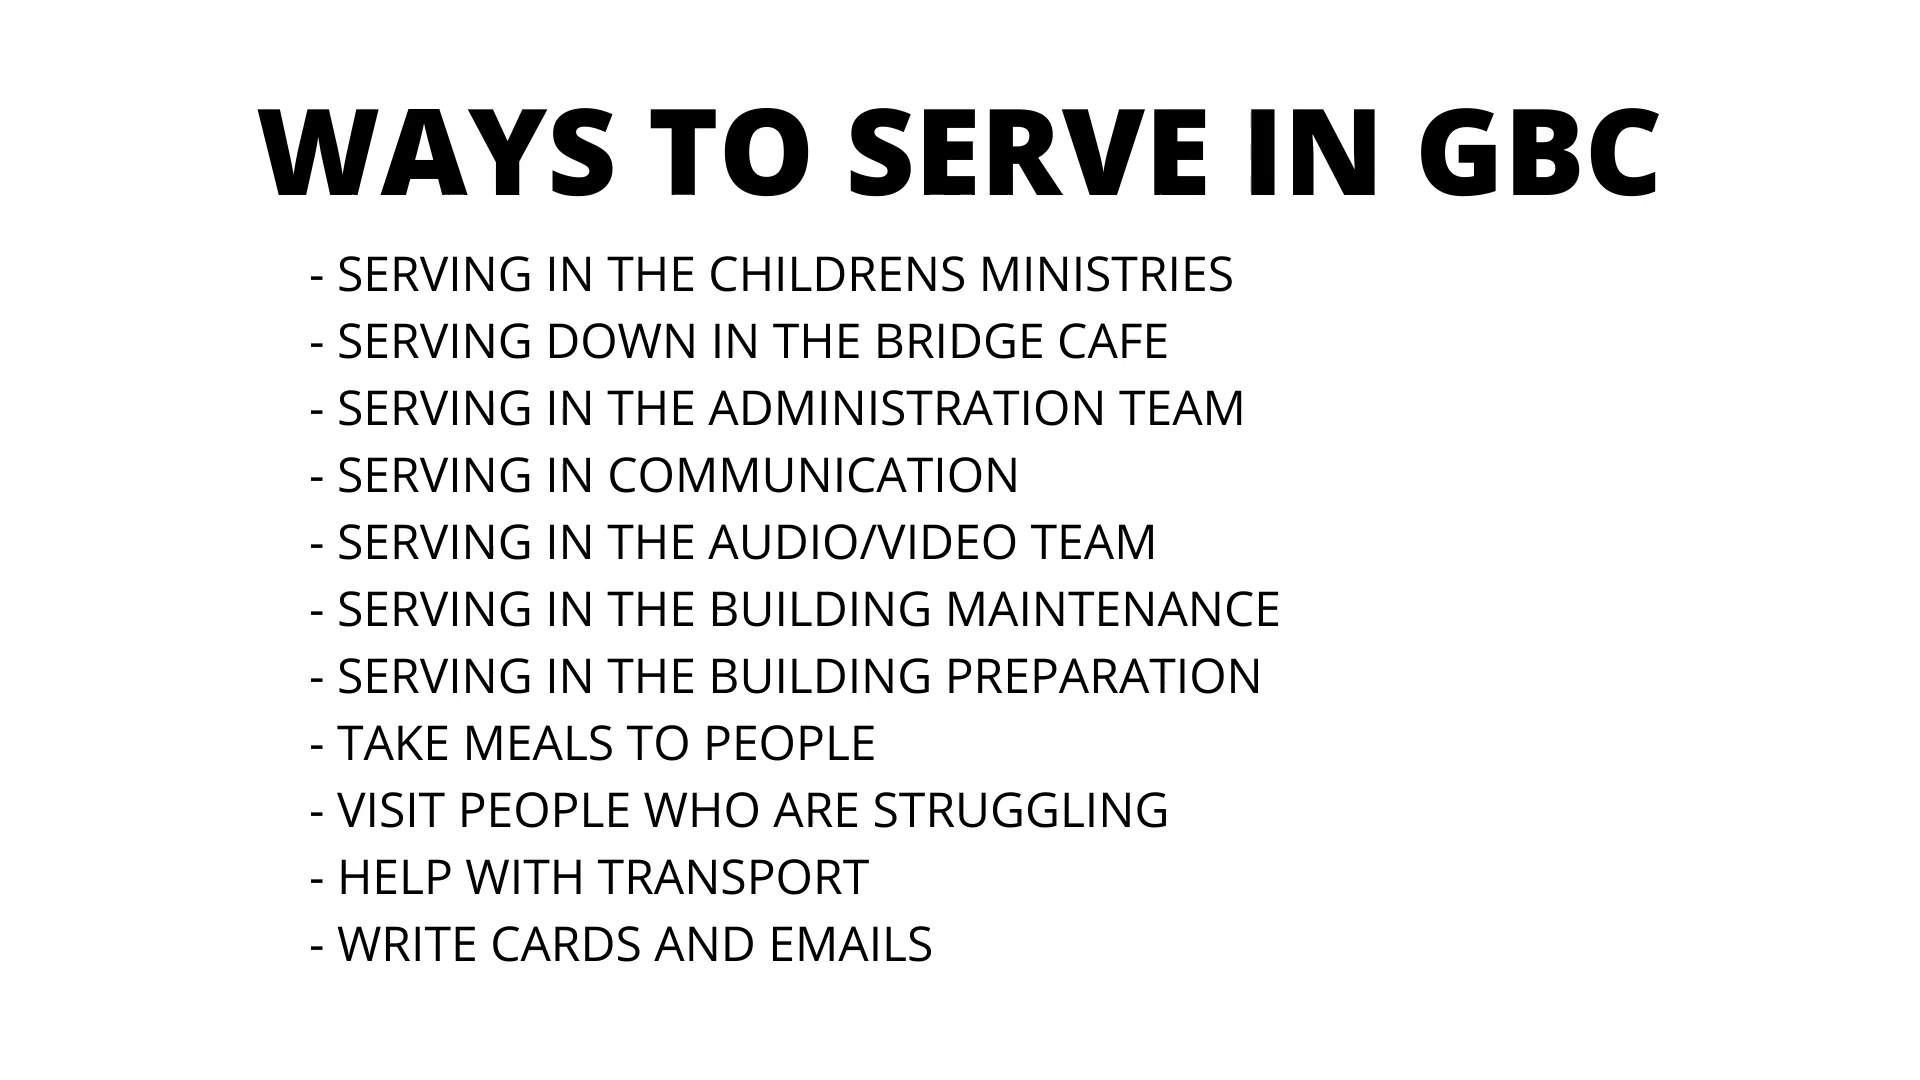 WAYS TO SERVE IN GBC
- SERVING IN THE CHILDRENS MINISTRIES
- SERVING DOWN IN THE BRIDGE CAFE
- SERVING IN THE ADMINISTRATION TEAM
- SERVING IN COMMUNICATION
- SERVING IN THE AUDIO/VIDEO TEAM
- SERVING IN THE BUILDING MAINTENANCE
- SERVING IN THE BUILDING PREPARATION
- TAKE MEALS TO PEOPLE
- VISIT PEOPLE WHO ARE STRUGGLING
- HELP WITH TRANSPORT
- WRITE CARDS AND EMAILS